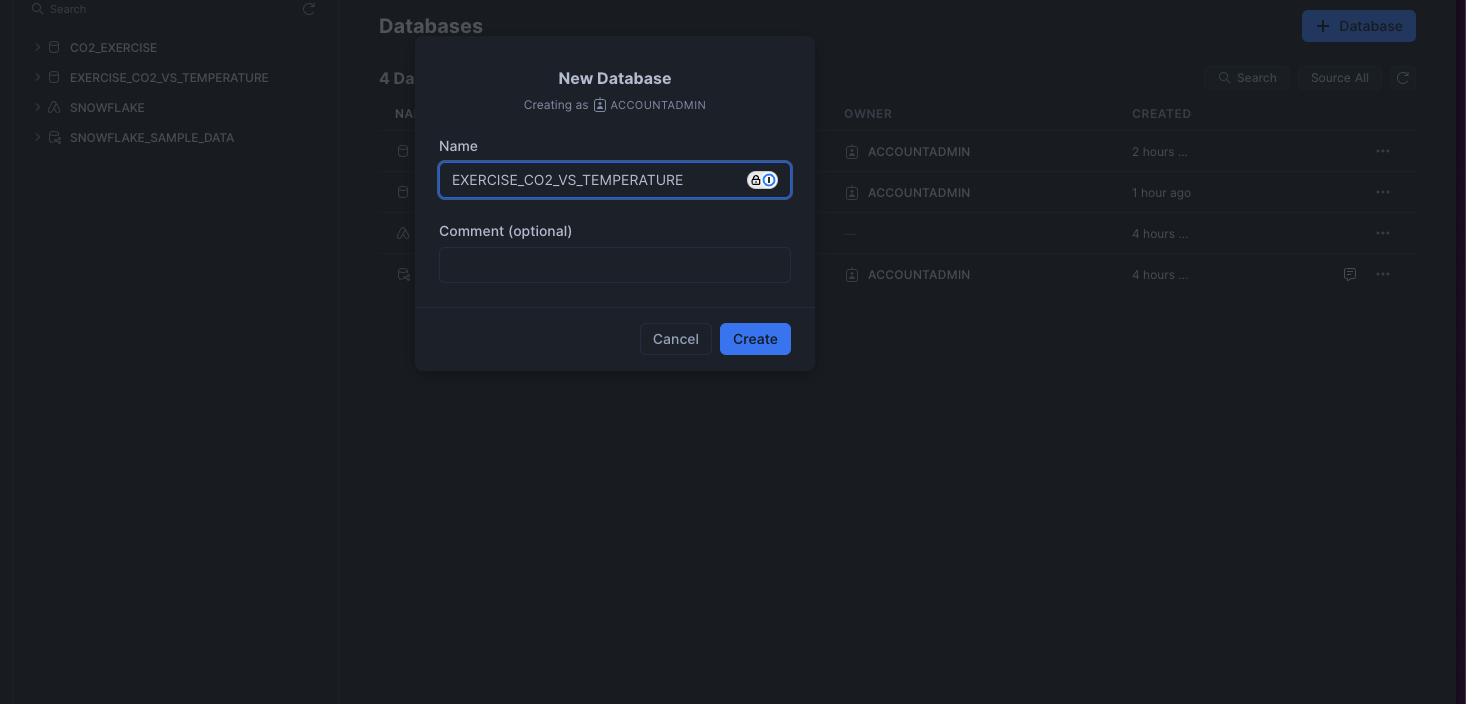 Search
CO2_EXERCISE
EXERCISE_CO2_VS_TEMPERATURE
SNOWFLAKE
SNOWFLAKE_SAMPLE_DATA
Databases
+ Database
4 Da
Search
Source All
NA
OWNER
CREATED
ACCOUNTADMIN
2 hours ...
ACCOUNTADMIN
1 hour ago
—
4 hours ...
ACCOUNTADMIN
4 hours ...
New Database
Creating as ACCOUNTADMIN
Name
EXERCISE_CO2_VS_TEMPERATURE
Comment (optional)
Cancel
Create